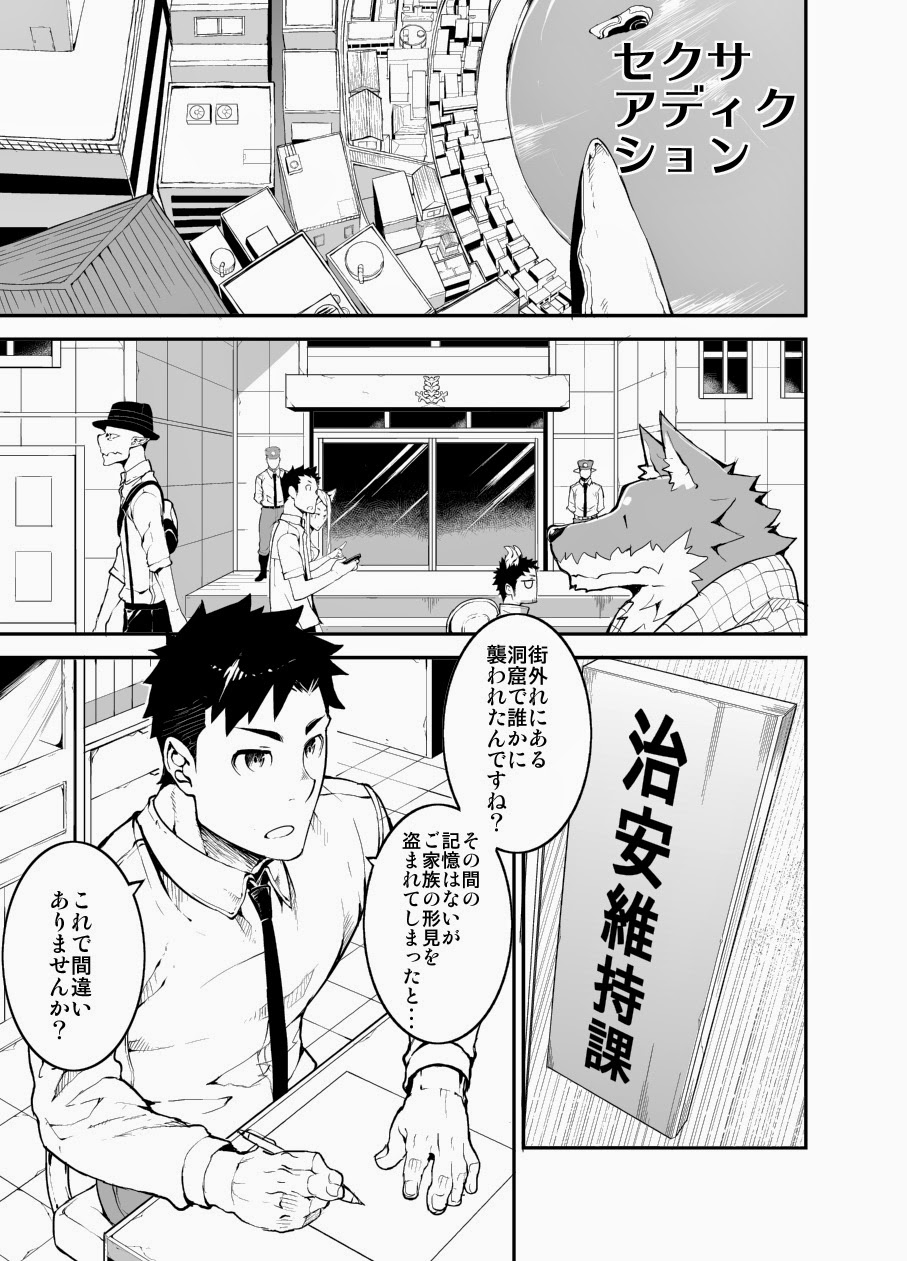 セクサ
アディク
ション
治安維持課
街外れにある
洞窟で誰かに
襲われたんですね？
その間の
記憶はないが
ご家族の形見を
盗まれてしまったと･･･
これで間違い
ありませんか？